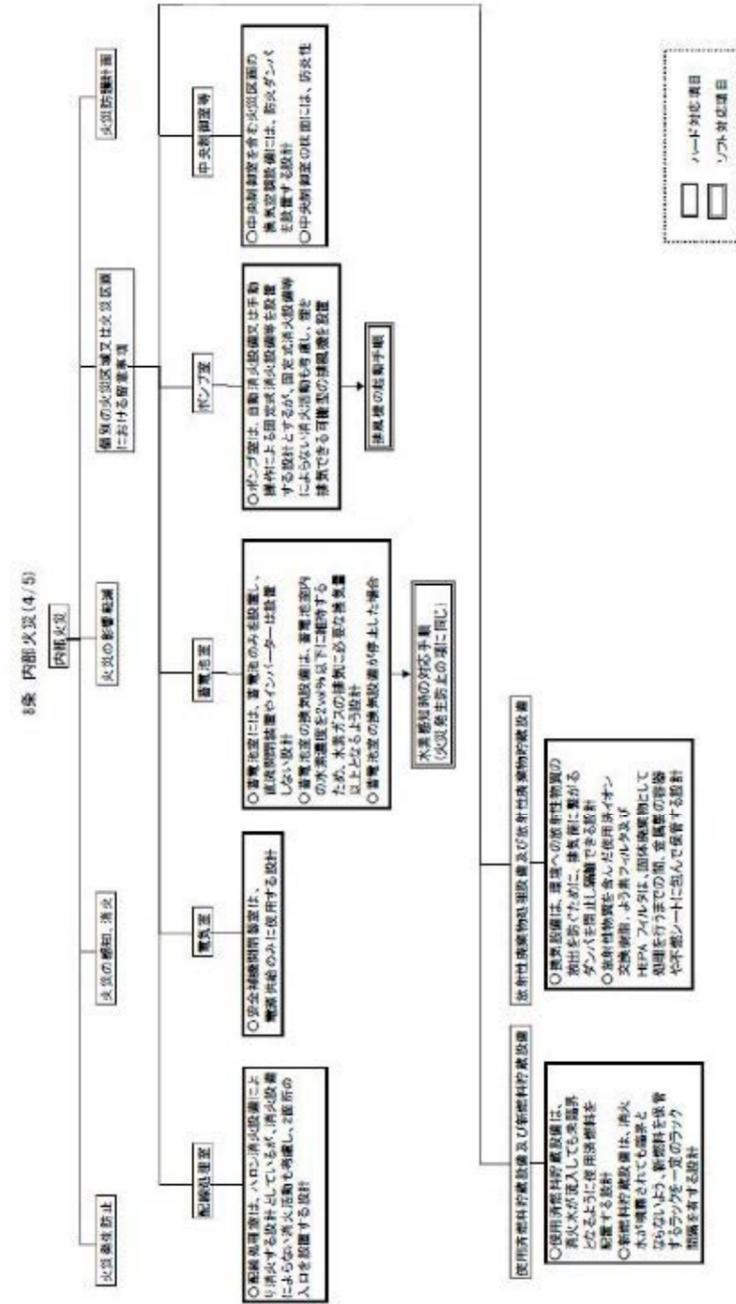 8条 内部火災(4/5)
内部火災
火災発生防止
火災の感知、消火
火災の影響軽減
個別の火災区域又は火災区画
における留意事項
火災防護計画
配線処理室
○配線処理室は、ハロン消火設備によ
り消火する設計としているが、消火設備
によらない消火活動も考慮し、2箇所の
入口を設置する設計
電気室
○安全補機開閉器室は、
電源供給のみに使用する設計
蓄電池室
○蓄電池室には、蓄電池のみを設置し、
直流開閉装置やインバーターは設置
しない設計
○蓄電池室の換気設備は、蓄電池室内
の水素濃度を2vol%以下に維持する
ため、水素ガスの排気に必要な換気量
以上となるよう設計
○蓄電池室の換気設備が停止した場合
水素感知時の対応手順
(火災発生防止の項に同じ)
ポンプ室
○ポンプ室は、自動消火設備又は手動
操作による固定式消火設備等を設置
する設計とするが、固定式消火設備等
によらない消火活動も考慮し、煙を
排気できる可搬型の排風機を設置
排風機の起動手順
中央制御室等
○中央制御室を含む火災区画の
換気空調設備には、防火ダンパ
を設置する設計
○中央制御室の床面には、防炎性
使用済燃料貯蔵設備及び新燃料貯蔵設備
○使用済燃料貯蔵設備は、
消火水が流入しても未臨界
となるように使用済燃料を
配置する設計
○新燃料貯蔵設備は、消火
水が噴霧されても臨界と
ならないよう、新燃料を保管
するラックを一定のラック
間隔を有する設計
放射性廃棄物処理設備及び放射性廃棄物貯蔵設備
○換気設備は、環境への放射性物質の
放出を防ぐために、排気筒に繋がる
ダンパを閉止し隔離できる設計
○放射性物質を含んだ使用済イオン
交換樹脂、よう素フィルタ及び
HEPAフィルタは、固体廃棄物として
処理を行うまでの間、金属製の容器
や不燃シートに包んで保管する設計
ハード対応項目
ソフト対応項目